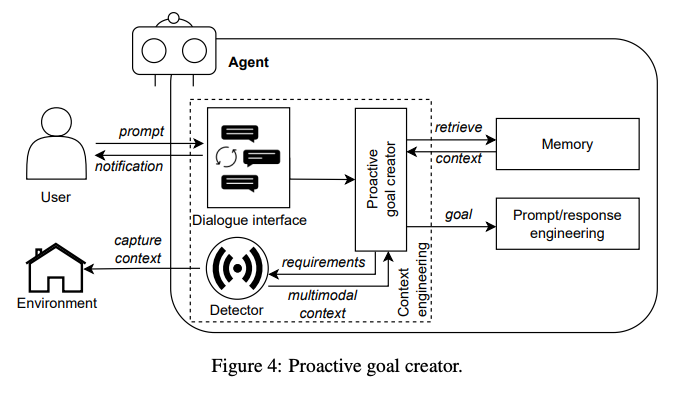 Agent
prompt
notification
User
Dialogue interface
Proactive
goal creator
retrieve
context
Memory
goal
Prompt/response
engineering
capture
context
Environment
Detector
requirements
multimodal
context
Context
engineering
Figure 4: Proactive goal creator.